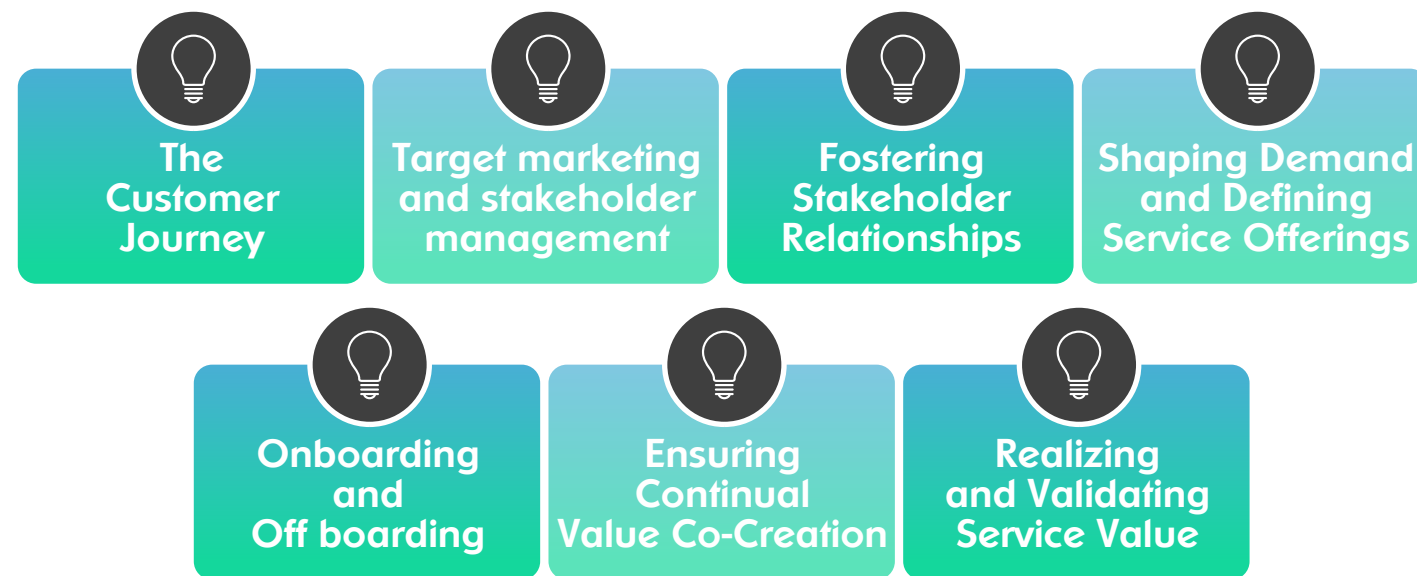 The
Customer
Journey
Target marketing
and stakeholder
management
Fostering
Stakeholder
Relationships
Shaping Demand
and Defining
Service Offerings
Onboarding
and
Off boarding
Ensuring
Continual
Value Co-Creation
Realizing
and Validating
Service Value